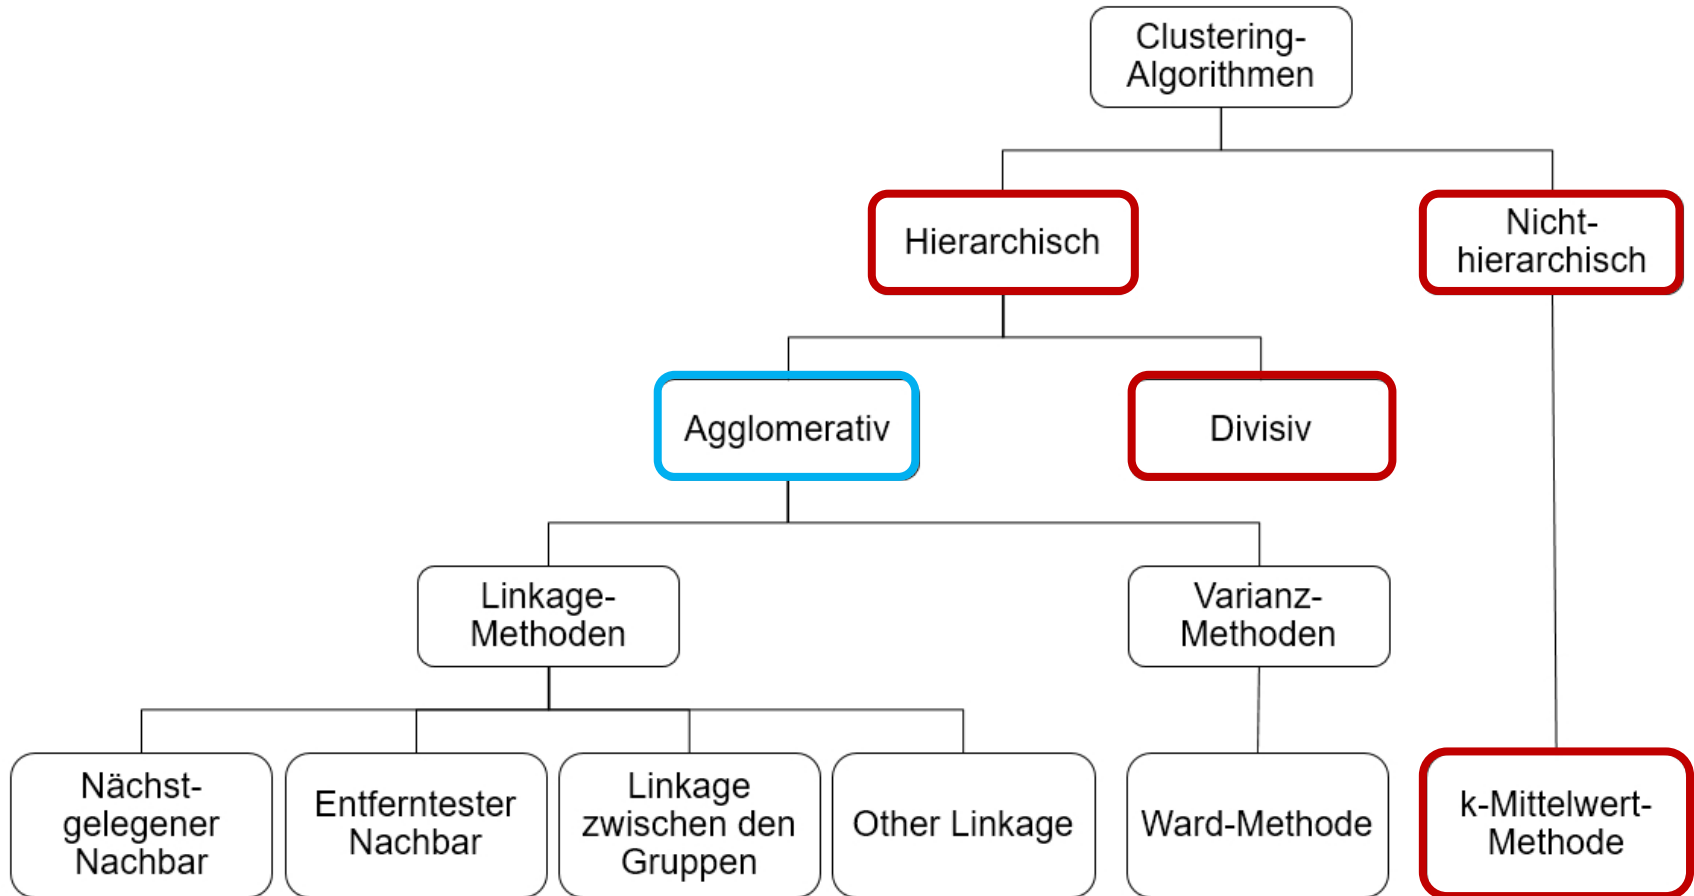 Clustering-
Algorithmen
Hierarchisch
Nicht-
hierarchisch
Agglomerativ
Divisiv
Linkage-
Methoden
Varianz-
Methoden
Nächst-
gelegener
Nachbar
Entferntester
Nachbar
Linkage
zwischen den
Gruppen
Other Linkage
Ward-Methode
k-Mittelwert-
Methode